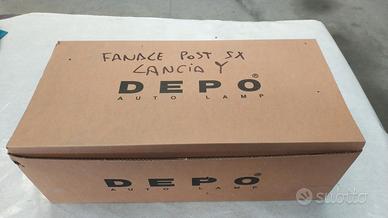 FANALE POST SX
LANCIA Y
DEPO®
AUTO LAMP
DEPO®
AUTO LAMP
subito